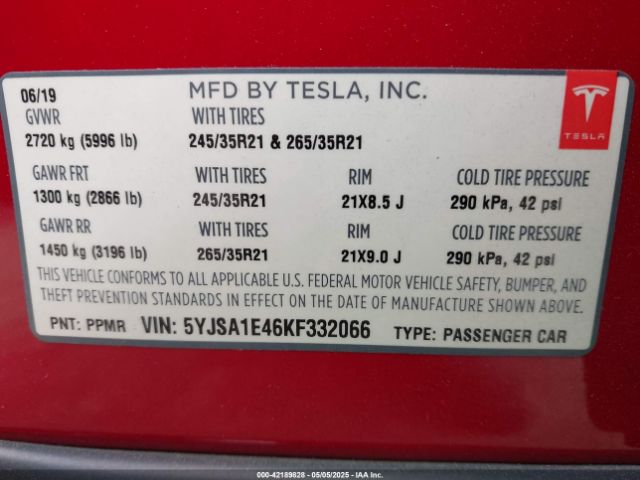 06/19 MFD BY TESLA, INC.
GVWR WITH TIRES
2720 kg (5996 lb) 245/35R21 & 265/35R21
TESLA
GAWR FRT WITH TIRES RIM COLD TIRE PRESSURE
1300 kg (2866 lb) 245/35R21 21X8.5 J 290 kPa, 42 psi
GAWR RR WITH TIRES RIM COLD TIRE PRESSURE
1450 kg (3196 lb) 265/35R21 21X9.0 J 290 kPa, 42 psi
THIS VEHICLE CONFORMS TO ALL APPLICABLE U.S. FEDERAL MOTOR VEHICLE SAFETY, BUMPER, AND
THEFT PREVENTION STANDARDS IN EFFECT ON THE DATE OF MANUFACTURE SHOWN ABOVE.
PNT: PPMR VIN: 5YJSA1E46KF332066 TYPE: PASSENGER CAR
000-42189828 - 05/05/2025 - IAA Inc.